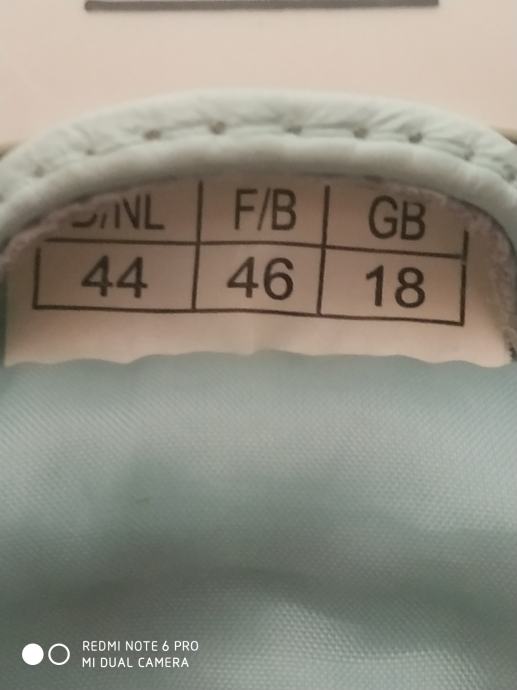 D/NL F/B GB
44 46 18
REDMI NOTE 6 PRO
MI DUAL CAMERA